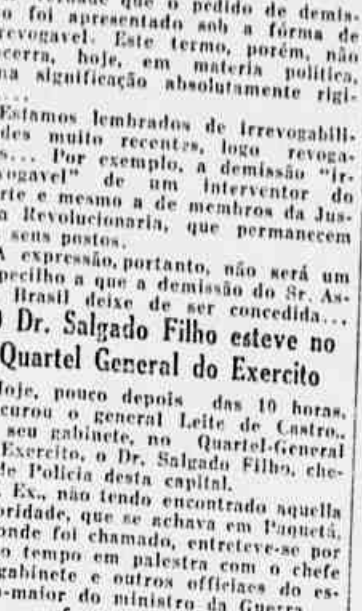 que o pedido de demis-
o foi apresentado sob a fórma de
revogavel. Este termo, porém, não
cerra, hoje, em materia politica,
na significação absolutamente rigi-
....
Estamos lembrados de irrevogabili-
des muito recentes, logo revoga-
s... Por exemplo, a demissão "ir-
vogavel" de um interventor do
rte e mesmo a de membros da Jus-
a Revolucionaria, que permanecem
seus postos.
A expressão, portanto, não será um
pecilho a que a demissão do Sr. As-
Brasil deixe de ser concedida...
O Dr. Salgado Filho esteve no
Quartel General do Exercito
Hoje, pouco depois das 10 horas,
curou o general Leite de Castro,
seu gabinete, no Quartel-General
Exercito, o Dr. Salgado Filho, che-
de Policia desta capital.
. Ex., não tendo encontrado aquella
oridade, que se achava em Paquetá,
onde foi chamado, entreteve-se por
o tempo em palestra com o chefe
gabinete e outros officiaes do es-
o-maior do ministro da Guerra.